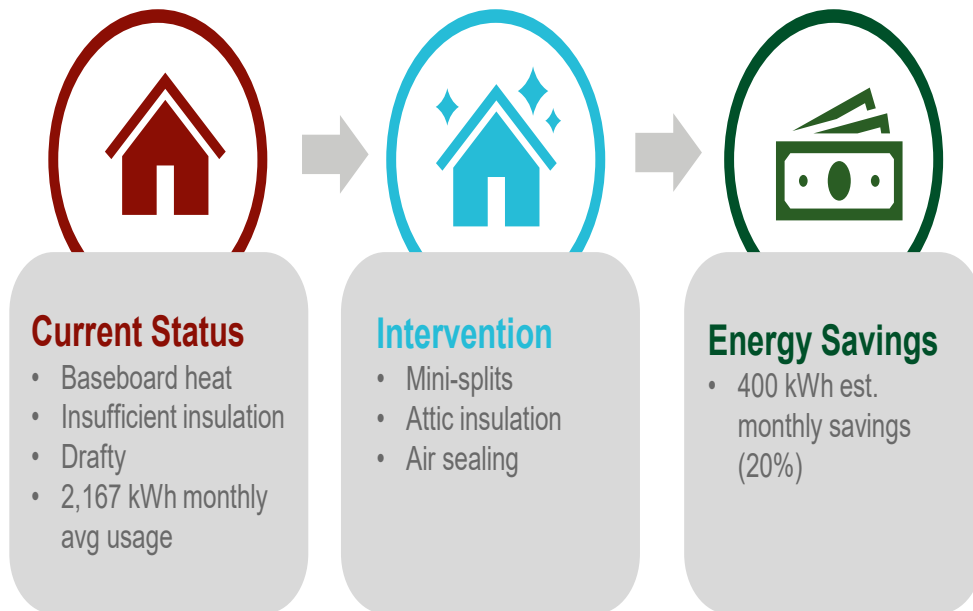 Current Status
• Baseboard heat
• Insufficient insulation
• Drafty
• 2,167 kWh monthly
avg usage
Intervention
• Mini-splits
• Attic insulation
• Air sealing
Energy Savings
• 400 kWh est.
monthly savings
(20%)